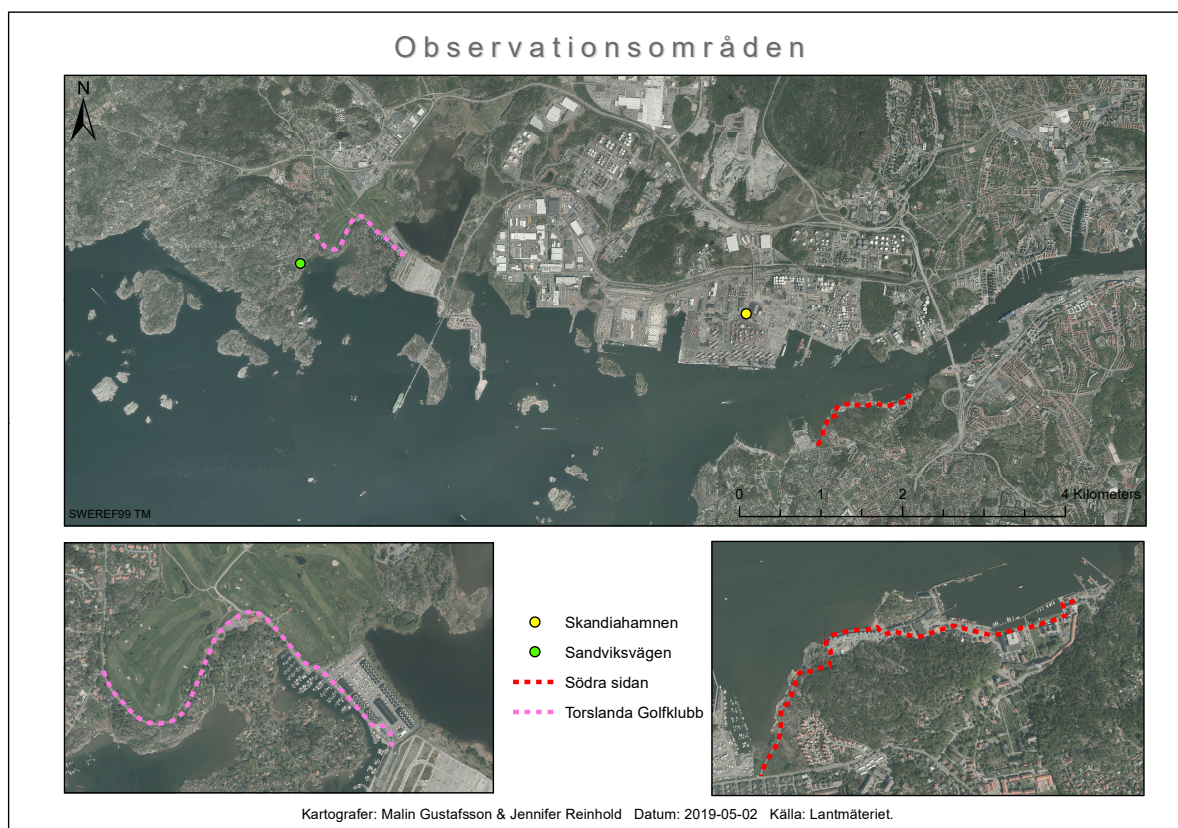 Observationsområden
N
SWEREF99 TM
0 1 2 4 Kilometers
Skandiahamnen
Sandviksvägen
Södra sidan
Torslanda Golfklubb
Kartografer: Malin Gustafsson & Jennifer Reinhold Datum: 2019-05-02 Källa: Lantmäteriet.